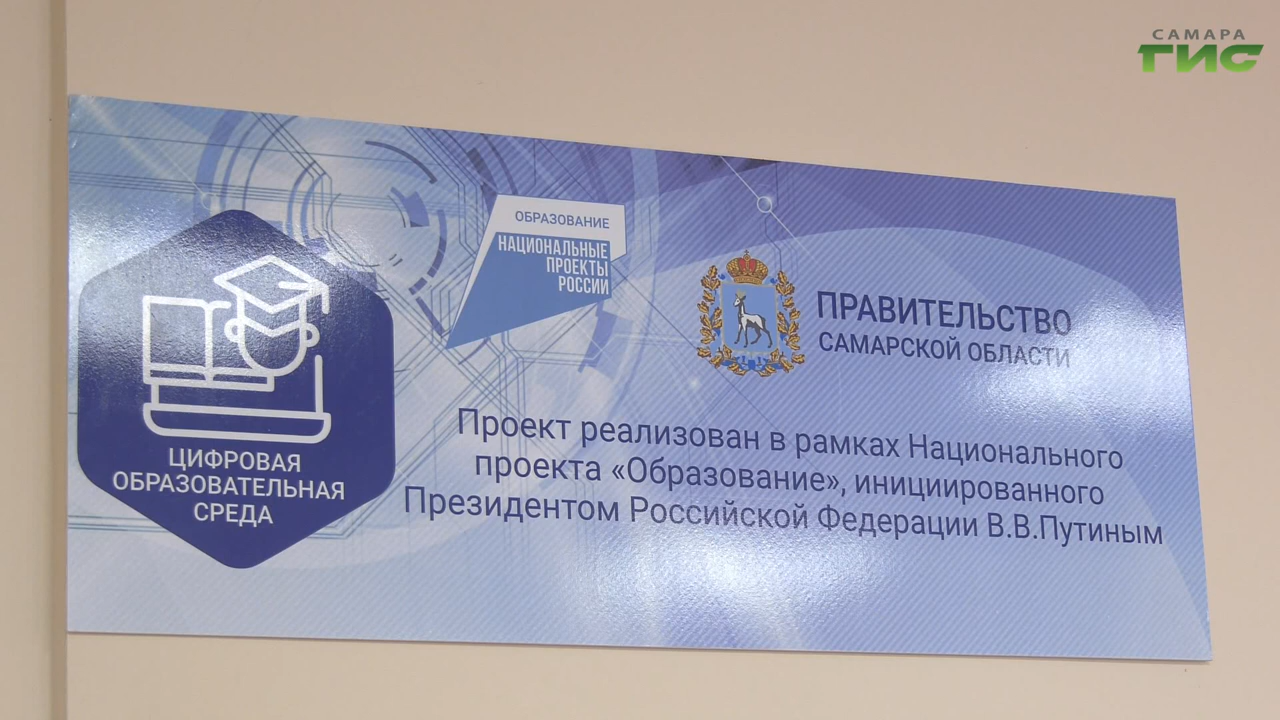 САМАРА
ГИС
ОБРАЗОВАНИЕ
НАЦИОНАЛЬНЫЕ
ПРОЕКТЫ
РОССИИ
ПРАВИТЕЛЬСТВО
САМАРСКОЙ ОБЛАСТИ
ЦИФРОВАЯ
ОБРАЗОВАТЕЛЬНАЯ
СРЕДА
Проект реализован в рамках Национального
проекта «Образование», инициированного
Президентом Российской Федерации В.В.Путиным